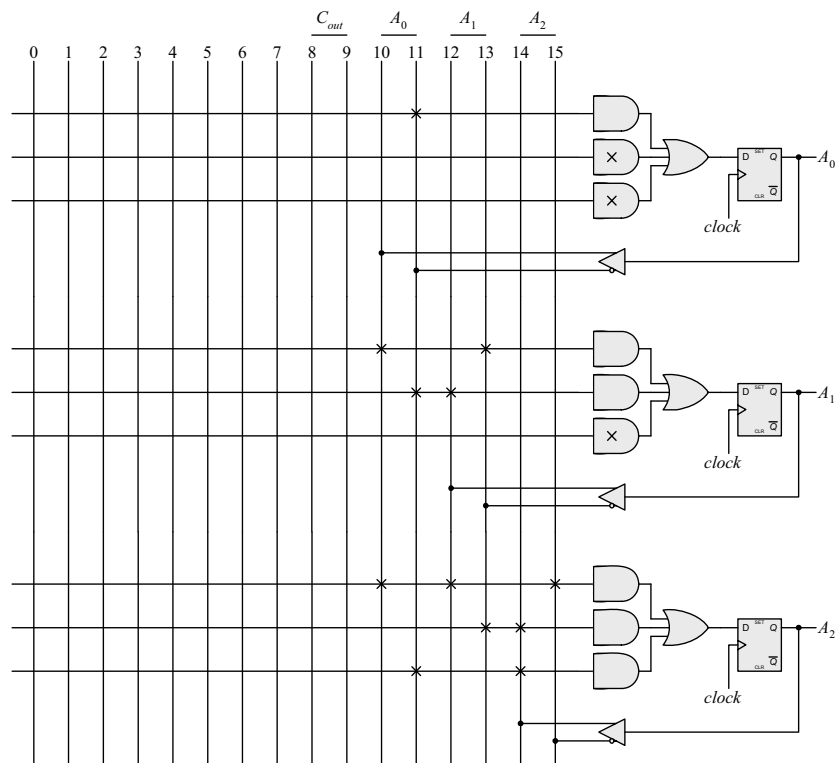 C_out A_0 A_1 A_2
0 1 2 3 4 5 6 7 8 9 10 11 12 13 14 15
D SET Q
Q̅
CLR
A_0
clock
D SET Q
Q̅
CLR
A_1
clock
D SET Q
Q̅
CLR
A_2
clock